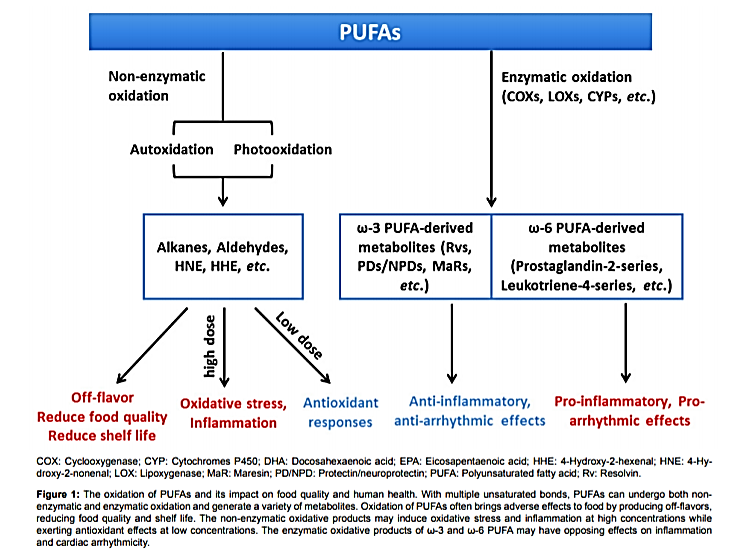 PUFAs
Non-enzymatic
oxidation
Enzymatic oxidation
(COXs, LOXs, CYPs, etc.)
Autoxidation
Photooxidation
Alkanes, Aldehydes,
HNE, HHE, etc.
ω-3 PUFA-derived
metabolites (Rvs,
PDs/NPDs, MaRs,
etc.)
ω-6 PUFA-derived
metabolites
(Prostaglandin-2-series,
Leukotriene-4-series, etc.)
high dose
Low dose
Off-flavor
Reduce food quality
Reduce shelf life
Oxidative stress,
Inflammation
Antioxidant
responses
Anti-inflammatory,
anti-arrhythmic effects
Pro-inflammatory, Pro-
arrhythmic effects
COX: Cyclooxygenase; CYP: Cytochromes P450; DHA: Docosahexaenoic acid; EPA: Eicosapentaenoic acid; HHE: 4-Hydroxy-2-hexenal; HNE: 4-Hy-
droxy-2-nonenal; LOX: Lipoxygenase; MaR: Maresin; PD/NPD: Protectin/neuroprotectin; PUFA: Polyunsaturated fatty acid; Rv: Resolvin.
Figure 1: The oxidation of PUFAs and its impact on food quality and human health. With multiple unsaturated bonds, PUFAs can undergo both non-
enzymatic and enzymatic oxidation and generate a variety of metabolites. Oxidation of PUFAs often brings adverse effects to food by producing off-flavors,
reducing food quality and shelf life. The non-enzymatic oxidative products may induce oxidative stress and inflammation at high concentrations while
exerting antioxidant effects at low concentrations. The enzymatic oxidative products of ω-3 and ω-6 PUFA may have opposing effects on inflammation
and cardiac arrhythmicity.